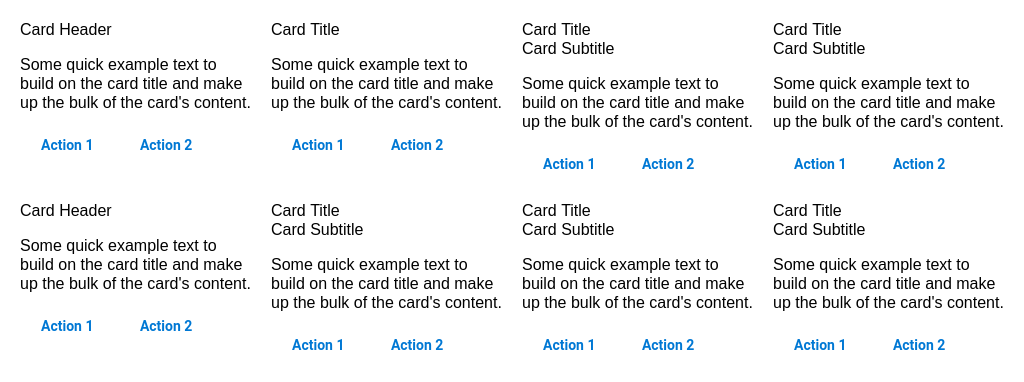 Card Header
Some quick example text to
build on the card title and make
up the bulk of the card's content.
Action 1 Action 2
Card Title
Some quick example text to
build on the card title and make
up the bulk of the card's content.
Action 1 Action 2
Card Title
Card Subtitle
Some quick example text to
build on the card title and make
up the bulk of the card's content.
Action 1 Action 2
Card Title
Card Subtitle
Some quick example text to
build on the card title and make
up the bulk of the card's content.
Action 1 Action 2
Card Header
Some quick example text to
build on the card title and make
up the bulk of the card's content.
Action 1 Action 2
Card Title
Card Subtitle
Some quick example text to
build on the card title and make
up the bulk of the card's content.
Action 1 Action 2
Card Title
Card Subtitle
Some quick example text to
build on the card title and make
up the bulk of the card's content.
Action 1 Action 2
Card Title
Card Subtitle
Some quick example text to
build on the card title and make
up the bulk of the card's content.
Action 1 Action 2